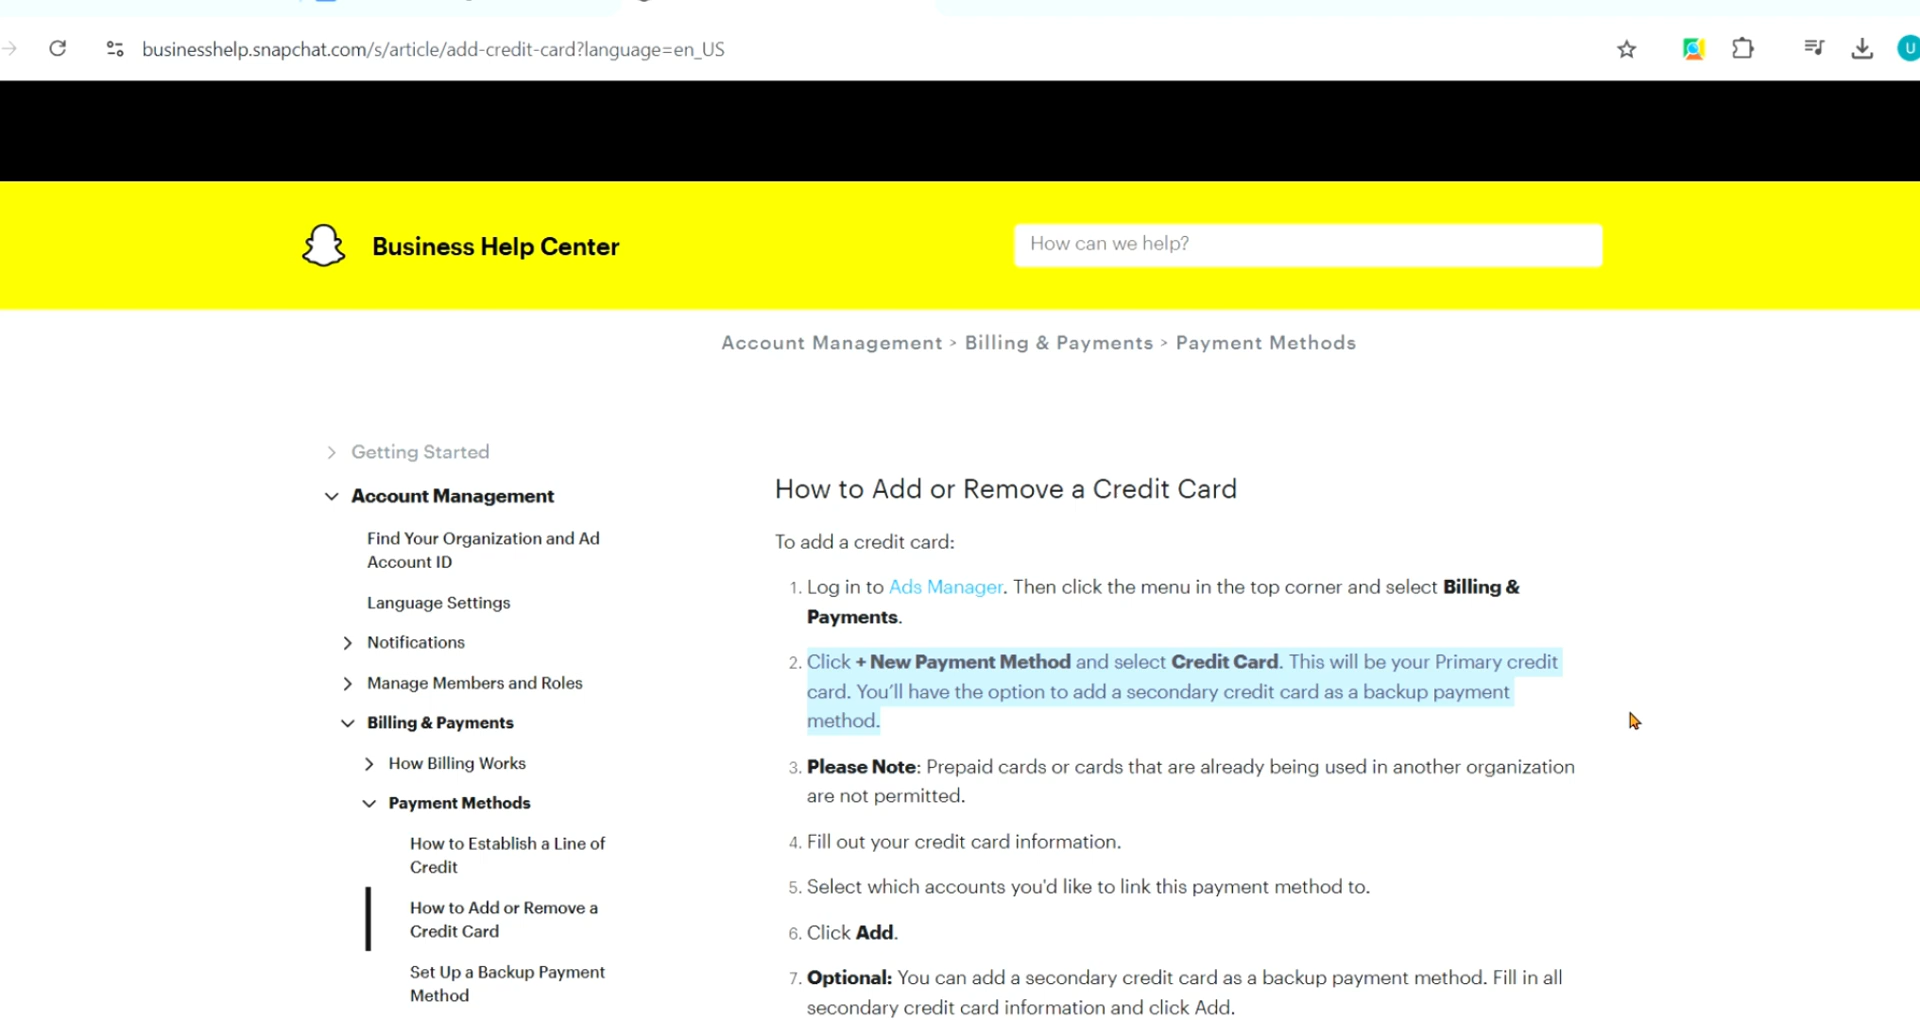 businesshelp.snapchat.com/s/article/add-credit-card?language=en_US
U
Business Help Center
How can we help?
Account Management > Billing & Payments > Payment Methods
Getting Started
Account Management
Find Your Organization and Ad
Account ID
Language Settings
Notifications
Manage Members and Roles
Billing & Payments
How Billing Works
Payment Methods
How to Establish a Line of
Credit
How to Add or Remove a
Credit Card
Set Up a Backup Payment
Method
How to Add or Remove a Credit Card
To add a credit card:
1. Log in to Ads Manager. Then click the menu in the top corner and select Billing &
Payments.
2. Click + New Payment Method and select Credit Card. This will be your Primary credit
card. You’ll have the option to add a secondary credit card as a backup payment
method.
3. Please Note: Prepaid cards or cards that are already being used in another organization
are not permitted.
4. Fill out your credit card information.
5. Select which accounts you'd like to link this payment method to.
6. Click Add.
7. Optional: You can add a secondary credit card as a backup payment method. Fill in all
secondary credit card information and click Add.